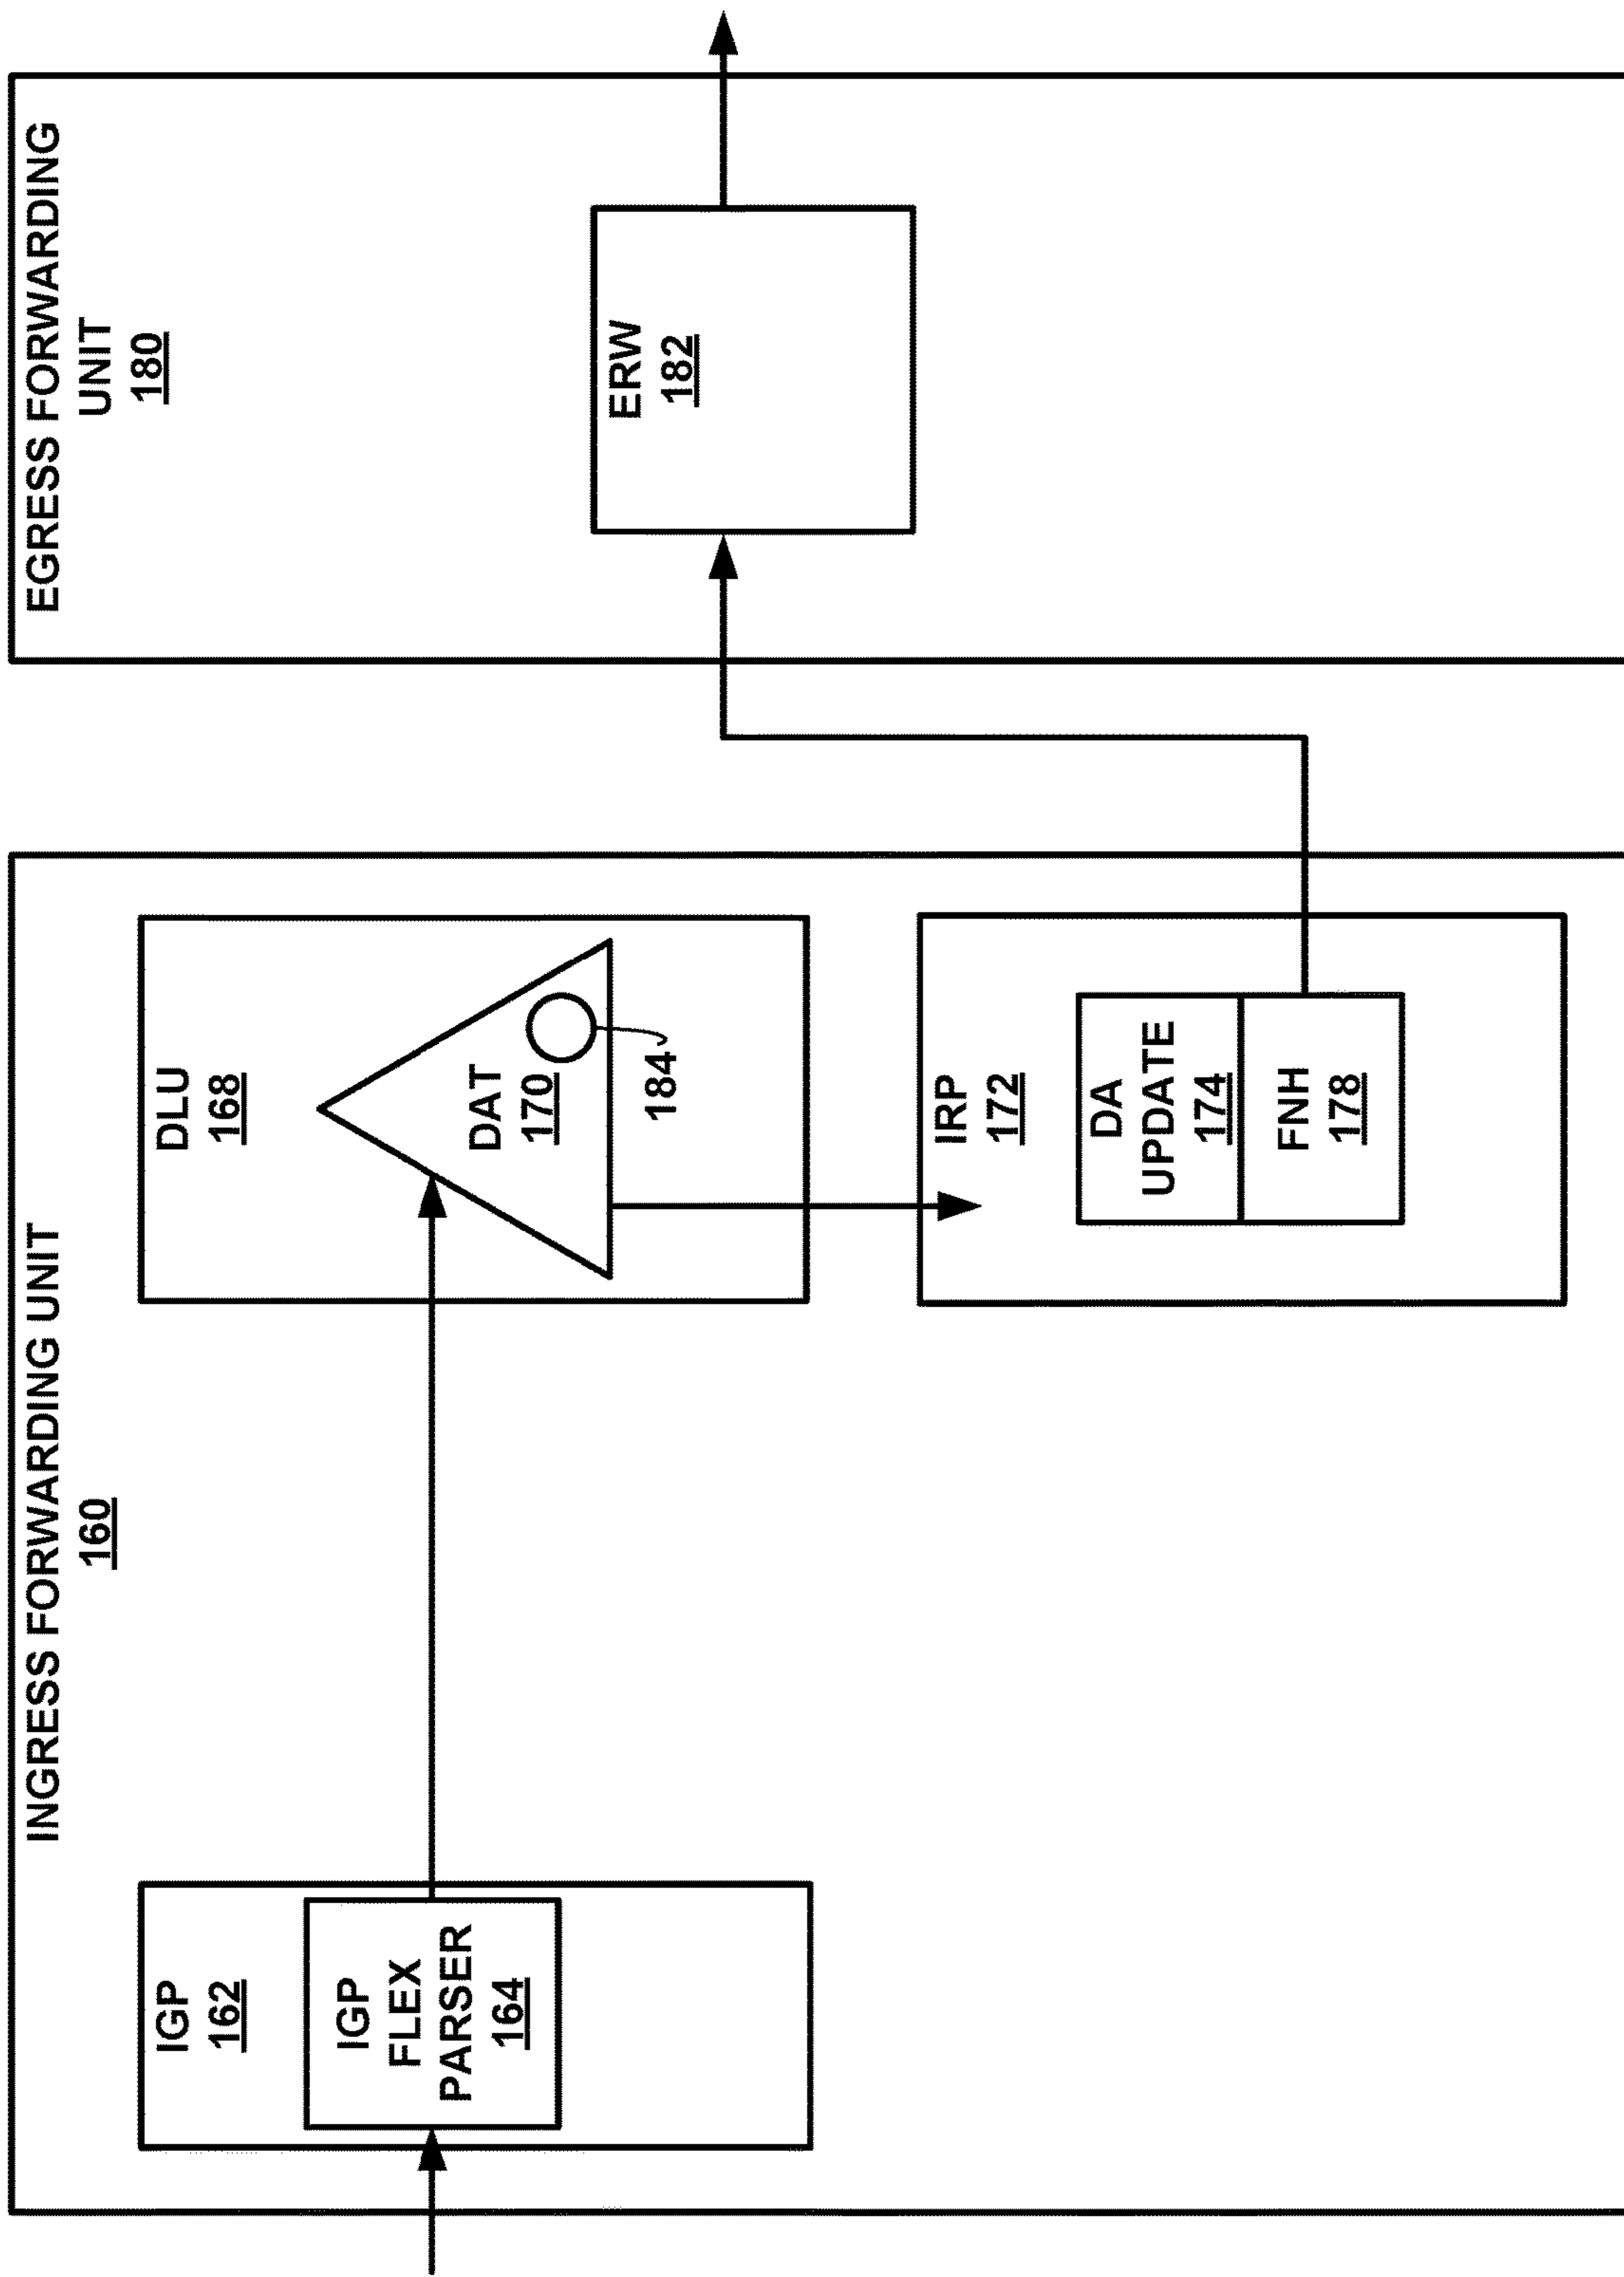 INGRESS FORWARDING UNIT
160
IGP
162
IGP
FLEX
PARSER
164
DLU
168
DAT
170
184
IRP
172
DA
UPDATE
174
FNH
178
EGRESS FORWARDING
UNIT
180
ERW
182